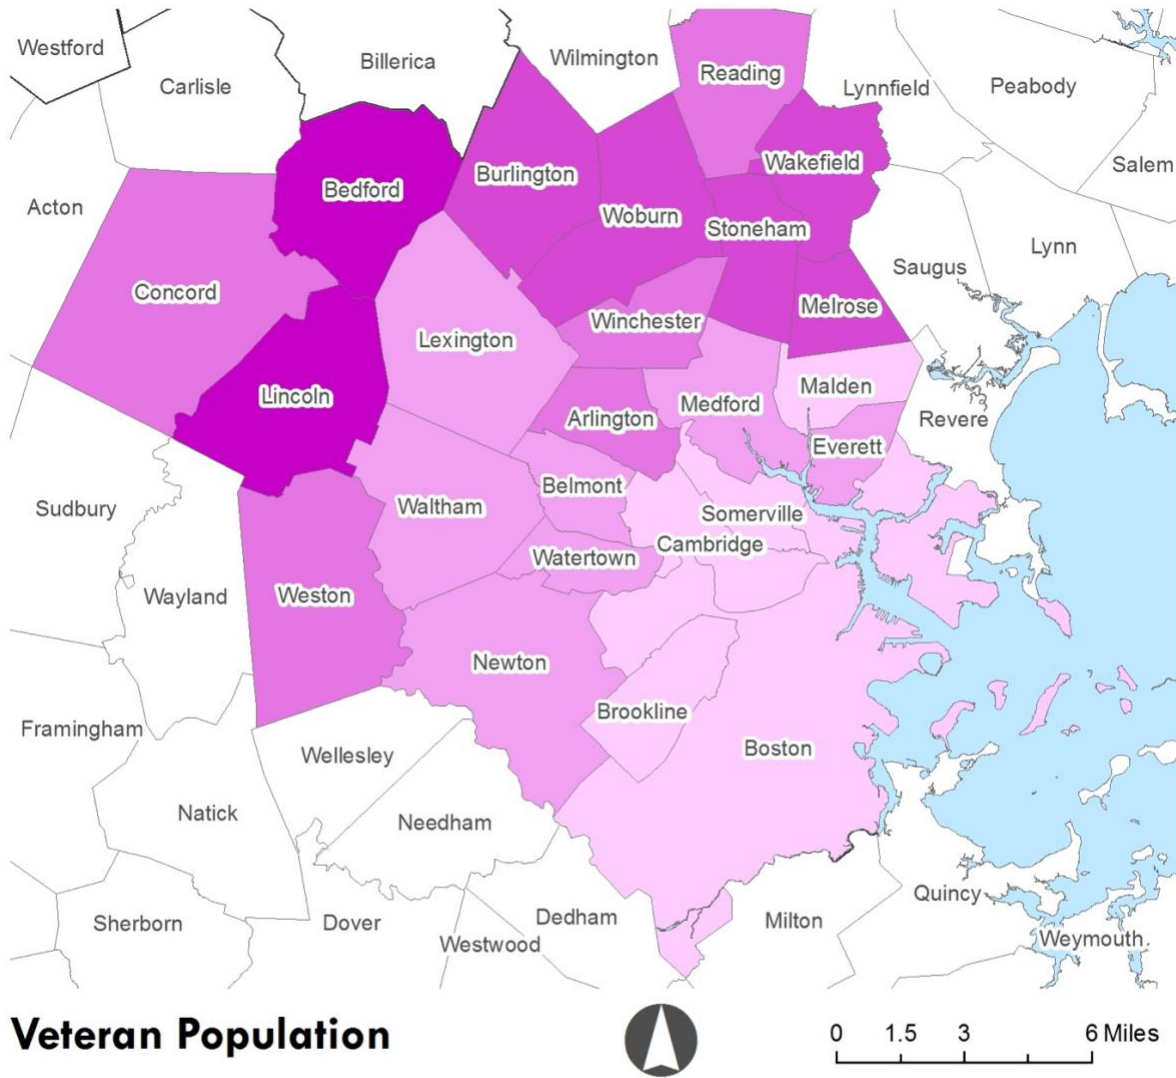 Westford
Billerica
Wilmington
Reading
Carlisle
Lynnfield
Peabody
Salem
Wakefield
Burlington
Bedford
Acton
Woburn
Stoneham
Lynn
Saugus
Concord
Melrose
Winchester
Lexington
Malden
Lincoln
Medford
Arlington
Revere
Everett
Belmont
Waltham
Sudbury
Somerville
Cambridge
Watertown
Wayland
Weston
Newton
Brookline
Framingham
Boston
Wellesley
Natick
Needham
Quincy
Sherborn
Dover
Dedham
Milton
Westwood
Weymouth
Veteran Population
0 1.5 3 6 Miles